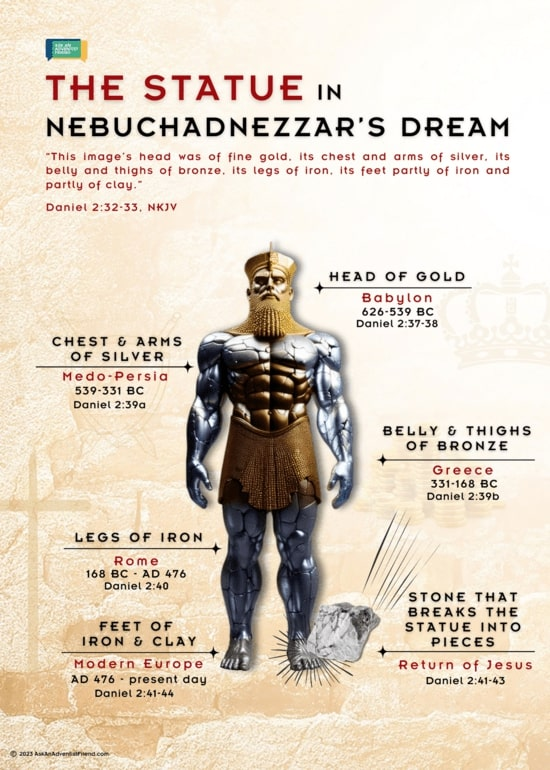 ASK AN
ADVENTIST
FRIEND
THE STATUE IN
NEBUCHADNEZZAR'S DREAM
"This image's head was of fine gold, its chest and arms of silver, its
belly and thighs of bronze, its legs of iron, its feet partly of iron and
partly of clay."
Daniel 2:32-33, NKJV
HEAD OF GOLD
Babylon
626-539 BC
Daniel 2:37-38
CHEST & ARMS
OF SILVER
Medo-Persia
539-331 BC
Daniel 2:39a
BELLY & THIGHS
OF BRONZE
Greece
331-168 BC
Daniel 2:39b
LEGS OF IRON
Rome
168 BC - AD 476
Daniel 2:40
FEET OF
IRON & CLAY
Modern Europe
AD 476 - present day
Daniel 2:41-44
STONE THAT
BREAKS THE
STATUE INTO
PIECES
Return of Jesus
Daniel 2:41-43
© 2023 AskAnAdventistFriend.com